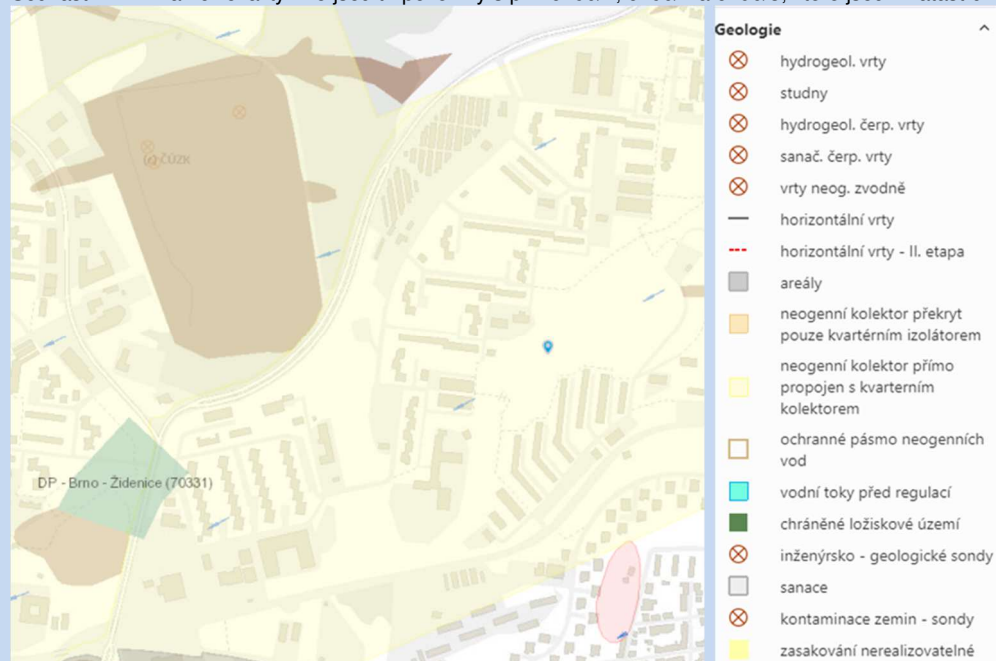 (c) ČÚZK
DP - Brno - Židenice (70331)
Geologie
hydrogeol. vrty
studny
hydrogeol. čerp. vrty
sanač. čerp. vrty
vrty neog. zvodně
horizontální vrty
horizontální vrty - II. etapa
areály
neogenní kolektor překryt
pouze kvartérním izolátorem
neogenní kolektor přímo
propojen s kvarterním
kolektorem
ochranné pásmo neogenních
vod
vodní toky před regulací
chráněné ložiskové území
inženýrsko - geologické sondy
sanace
kontaminace zemin - sondy
zasakování nerealizovatelné